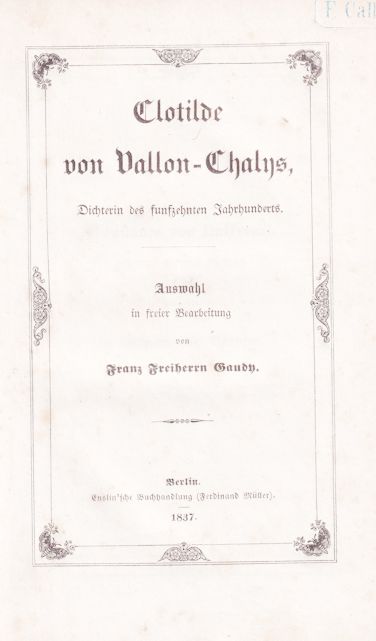 F Call
Clotilde
von Vallon-Chalys,
Dichterin des funfzehnten Jahrhunderts.
Auswahl
in freier Bearbeitung
von
Franz Freiherrn Gaudy.
Berlin.
Enslin'sche Buchhandlung (Ferdinand Müller).
1837.